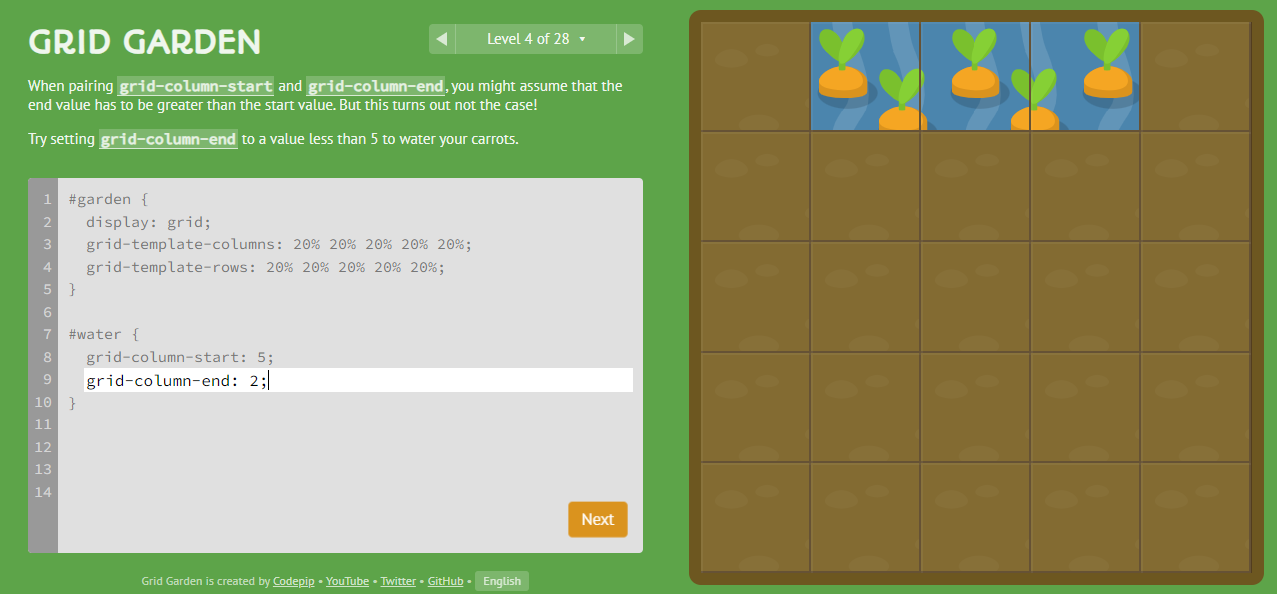 GRID GARDEN
Level 4 of 28
When pairing grid-column-start and grid-column-end, you might assume that the
end value has to be greater than the start value. But this turns out not the case!
Try setting grid-column-end to a value less than 5 to water your carrots.
1 #garden {
2 display: grid;
3 grid-template-columns: 20% 20% 20% 20% 20%;
4 grid-template-rows: 20% 20% 20% 20% 20%;
5 }
6
7 #water {
8 grid-column-start: 5;
9 grid-column-end: 2;
10 }
11
12
13
14
Next
Grid Garden is created by Codepip • YouTube • Twitter • GitHub • English